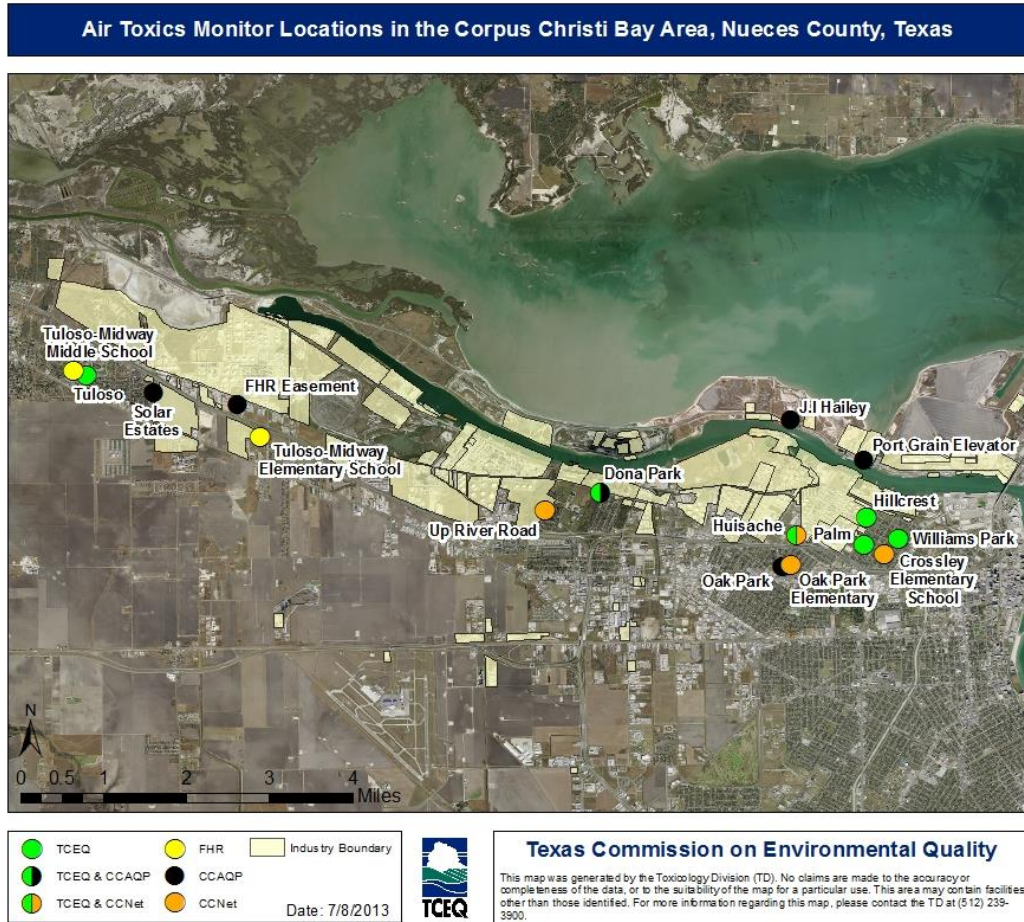 Air Toxics Monitor Locations in the Corpus Christi Bay Area, Nueces County, Texas
Tuloso-Midway
Middle School
Tuloso
Solar
Estates
FHR Easement
Tuloso-Midway
Elementary School
Up River Road
Dona Park
J.I Hailey
Port Grain Elevator
Hillcrest
Huisache
Palm
Williams Park
Crossley
Elementary
School
Oak Park
Oak Park
Elementary
N
0 0.5 1 2 3 4
Miles
TCEQ
FHR
Industry Boundary
TCEQ & CCAQP
CCAQP
TCEQ & CCNet
CCNet
Date: 7/8/2013
TCEQ
Texas Commission on Environmental Quality
This map was generated by the Toxicology Division (TD). No claims are made to the accuracy or
completeness of the data, or to the suitability of the map for a particular use. This area may contain facilities
other than those identified. For more information regarding this map, please contact the TD at (512) 239-
3900.